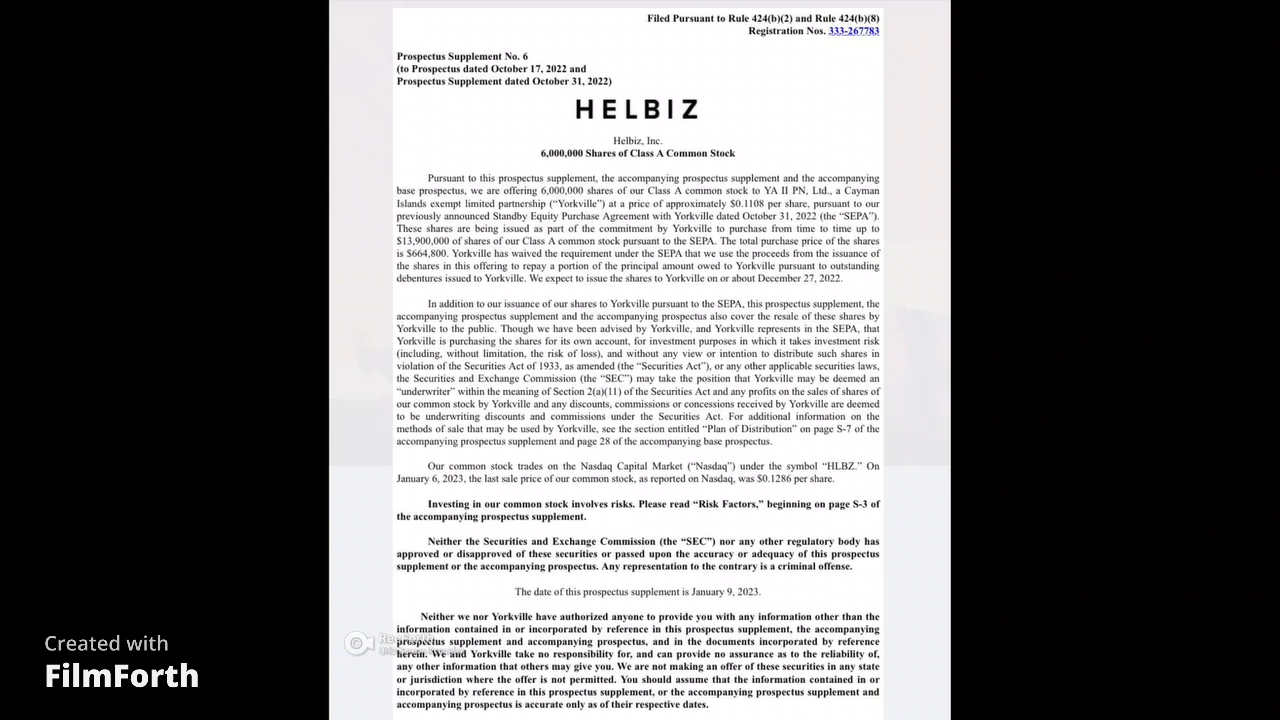 Filed Pursuant to Rule 424(b)(2) and Rule 424(b)(8)
Registration Nos. 333-267783
Prospectus Supplement No. 6
(to Prospectus dated October 17, 2022 and
Prospectus Supplement dated October 31, 2022)
HELBIZ
Helbiz, Inc.
6,000,000 Shares of Class A Common Stock
Pursuant to this prospectus supplement, the accompanying prospectus supplement and the accompanying
base prospectus, we are offering 6,000,000 shares of our Class A common stock to YA II PN, Ltd., a Cayman
Islands exempt limited partnership (“Yorkville”) at a price of approximately $0.1108 per share, pursuant to our
previously announced Standby Equity Purchase Agreement with Yorkville dated October 31, 2022 (the “SEPA”).
These shares are being issued as part of the commitment by Yorkville to purchase from time to time up to
$13,900,000 of shares of our Class A common stock pursuant to the SEPA. The total purchase price of the shares
is $664,800. Yorkville has waived the requirement under the SEPA that we use the proceeds from the issuance of
the shares in this offering to repay a portion of the principal amount owed to Yorkville pursuant to outstanding
debentures issued to Yorkville. We expect to issue the shares to Yorkville on or about December 27, 2022.
In addition to our issuance of our shares to Yorkville pursuant to the SEPA, this prospectus supplement, the
accompanying prospectus supplement and the accompanying prospectus also cover the resale of these shares by
Yorkville to the public. Though we have been advised by Yorkville, and Yorkville represents in the SEPA, that
Yorkville is purchasing the shares for its own account, for investment purposes in which it takes investment risk
(including, without limitation, the risk of loss), and without any view or intention to distribute such shares in
violation of the Securities Act of 1933, as amended (the “Securities Act”), or any other applicable securities laws,
the Securities and Exchange Commission (the “SEC”) may take the position that Yorkville may be deemed an
“underwriter” within the meaning of Section 2(a)(11) of the Securities Act and any profits on the sales of shares of
our common stock by Yorkville and any discounts, commissions or concessions received by Yorkville are deemed
to be underwriting discounts and commissions under the Securities Act. For additional information on the
methods of sale that may be used by Yorkville, see the section entitled “Plan of Distribution” on page S-7 of the
accompanying prospectus supplement and page 28 of the accompanying base prospectus.
Our common stock trades on the Nasdaq Capital Market (“Nasdaq”) under the symbol “HLBZ.” On
January 6, 2023, the last sale price of our common stock, as reported on Nasdaq, was $0.1286 per share.
Investing in our common stock involves risks. Please read “Risk Factors,” beginning on page S-3 of
the accompanying prospectus supplement.
Neither the Securities and Exchange Commission (the “SEC”) nor any other regulatory body has
approved or disapproved of these securities or passed upon the accuracy or adequacy of this prospectus
supplement or the accompanying prospectus. Any representation to the contrary is a criminal offense.
The date of this prospectus supplement is January 9, 2023.
Neither we nor Yorkville have authorized anyone to provide you with any information other than the
information contained in or incorporated by reference in this prospectus supplement, the accompanying
prospectus supplement and accompanying prospectus, and in the documents incorporated by reference
herein. We and Yorkville take no responsibility for, and can provide no assurance as to the reliability of,
any other information that others may give you. We are not making an offer of these securities in any state
or jurisdiction where the offer is not permitted. You should assume that the information contained in or
incorporated by reference in this prospectus supplement, or the accompanying prospectus supplement and
accompanying prospectus is accurate only as of their respective dates.
Created with
FilmForth